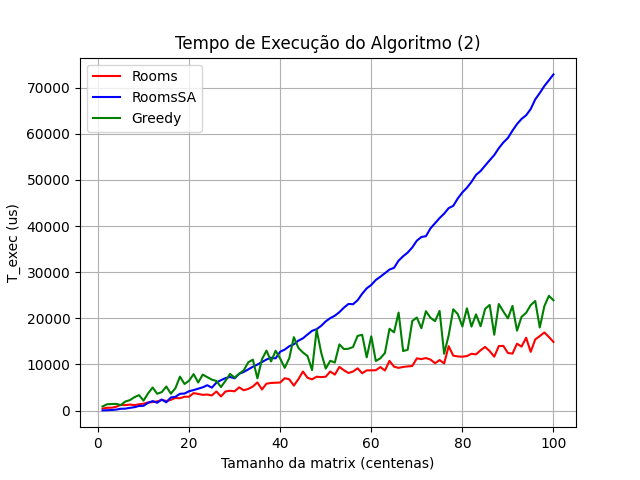 Tempo de Execução do Algoritmo (2)
Rooms
RoomsSA
Greedy
T_exec (us)
70000
60000
50000
40000
30000
20000
10000
0
0 20 40 60 80 100
Tamanho da matrix (centenas)